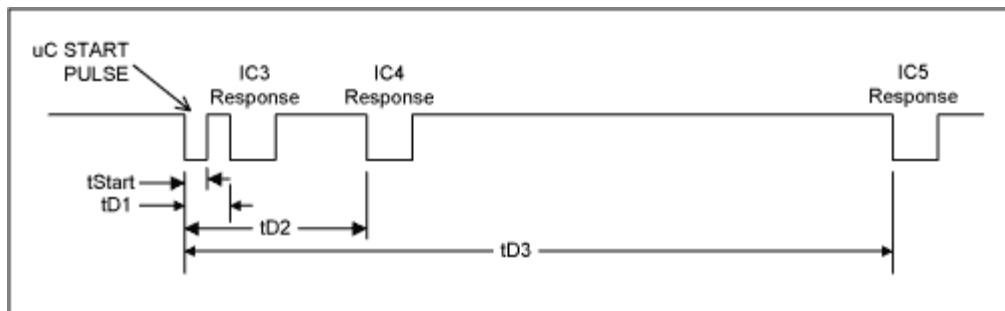 uC START
PULSE
IC3
Response
IC4
Response
IC5
Response
tStart
tD1
tD2
tD3